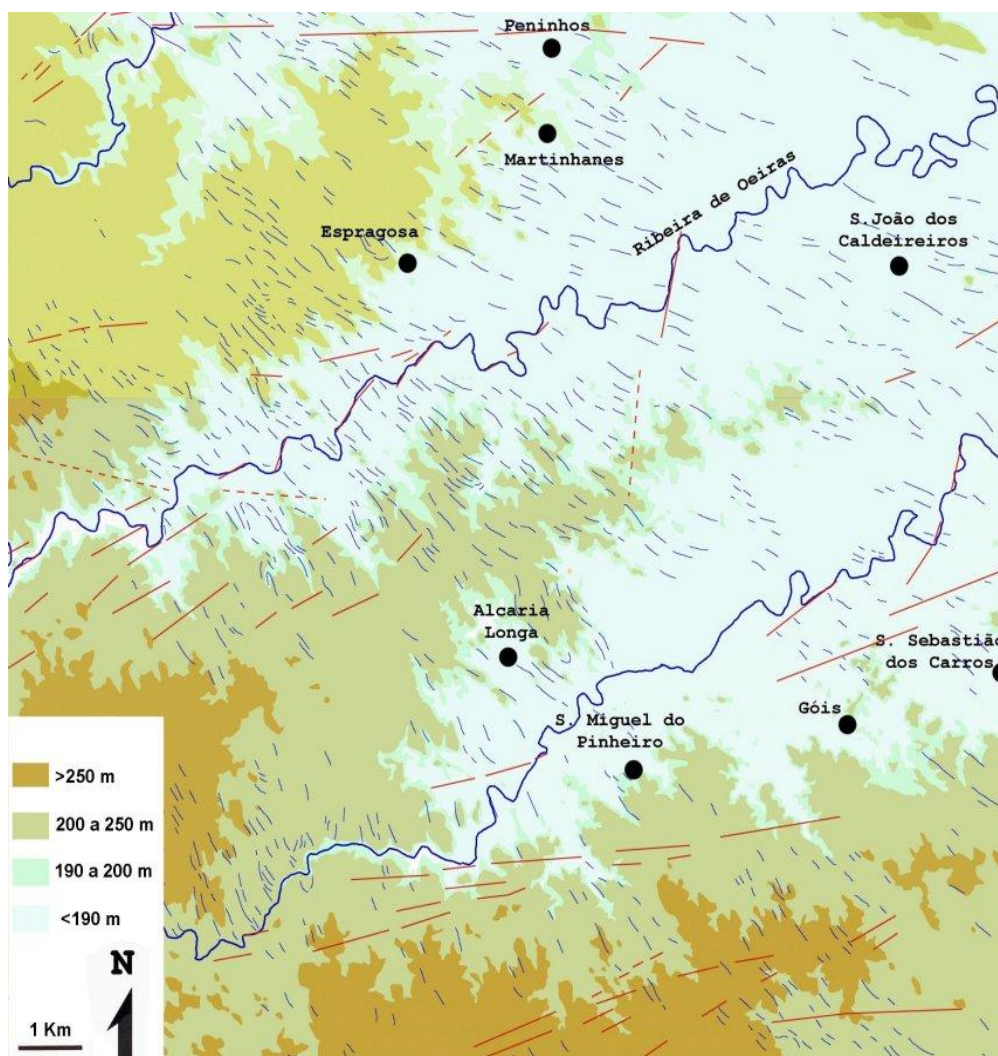 Peninhos
Martinhanes
Ribeira de Oeiras
Espragosa
S.João dos
Caldeireiros
Alcaria
Longa
S. Sebastião
dos Carros
S. Miguel do
Pinheiro
Góis
>250 m
200 a 250 m
190 a 200 m
<190 m
N
1 Km